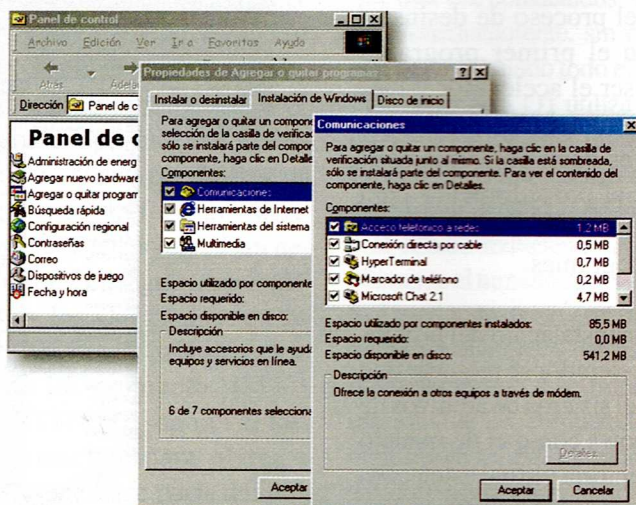 Panel de control
Archivo Edición Ver Ir a Favoritos Ayuda
Atrás
Dirección Panel de c
Panel de c
Administración de energ
Agregar nuevo hardware
Agregar o quitar program
Búsqueda rápida
Configuración regional
Contraseñas
Correo
Dispositivos de juego
Fecha y hora
Propiedades de Agregar o quitar programas
Instalar o desinstalar Instalación de Windows Disco de inicio
Para agregar o quitar un compone
selección de la casilla de verificac
sólo se instalará parte del compor
componente, haga clic en Detalle
Componentes:
Comunicaciones
Herramientas de Internet
Herramientas del sistema
Multimedia
Espacio utilizado por componente
Espacio requerido:
Espacio disponible en disco:
Descripción
Incluye accesorios que le ayuda
equipos y servicios en línea.
6 de 7 componentes selecciona
Aceptar
Comunicaciones
Para agregar o quitar un componente, haga clic en la casilla de
verificación situada junto al mismo. Si la casilla está sombreada,
sólo se instalará parte del componente. Para ver el contenido del
componente, haga clic en Detalles.
Componentes:
Acceso telefónico a redes 1,2 MB
Conexión directa por cable 0,5 MB
HyperTerminal 0,7 MB
Marcador de teléfono 0,2 MB
Microsoft Chat 2.1 4,7 MB
Espacio utilizado por componentes instalados: 85,5 MB
Espacio requerido: 0,0 MB
Espacio disponible en disco: 541,2 MB
Descripción
Ofrece la conexión a otros equipos a través de módem.
Detalles...
Aceptar Cancelar